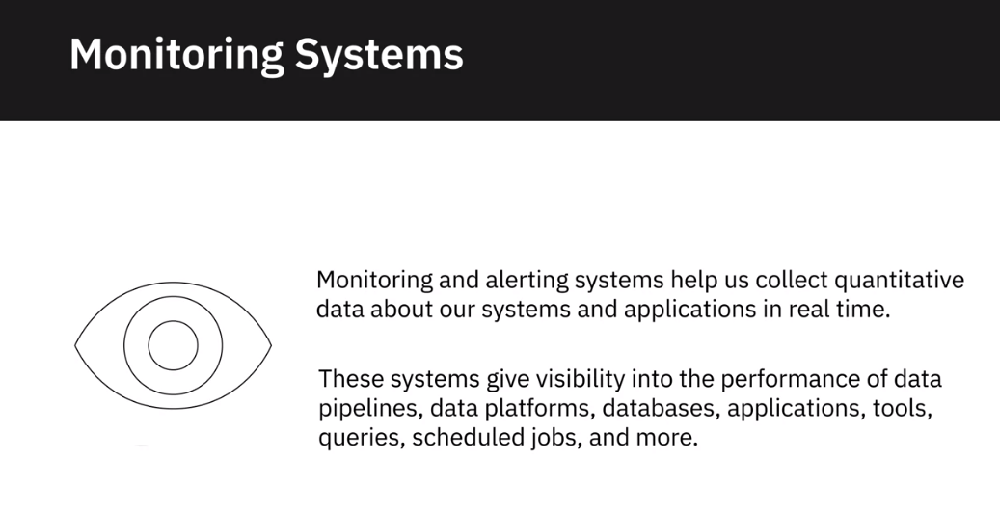 Monitoring Systems
Monitoring and alerting systems help us collect quantitative
data about our systems and applications in real time.
These systems give visibility into the performance of data
pipelines, data platforms, databases, applications, tools,
queries, scheduled jobs, and more.